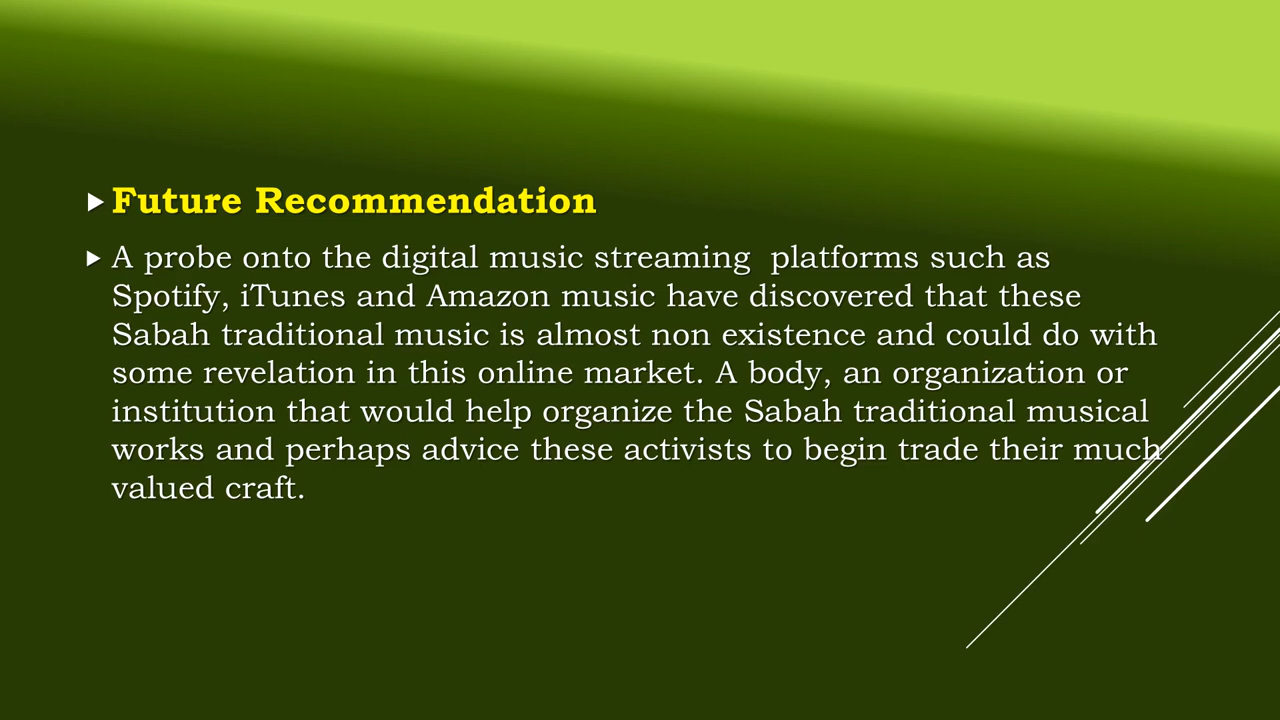 Future Recommendation
A probe onto the digital music streaming  platforms such as
Spotify, iTunes and Amazon music have discovered that these
Sabah traditional music is almost non existence and could do with
some revelation in this online market. A body, an organization or
institution that would help organize the Sabah traditional musical
works and perhaps advice these activists to begin trade their much
valued craft.